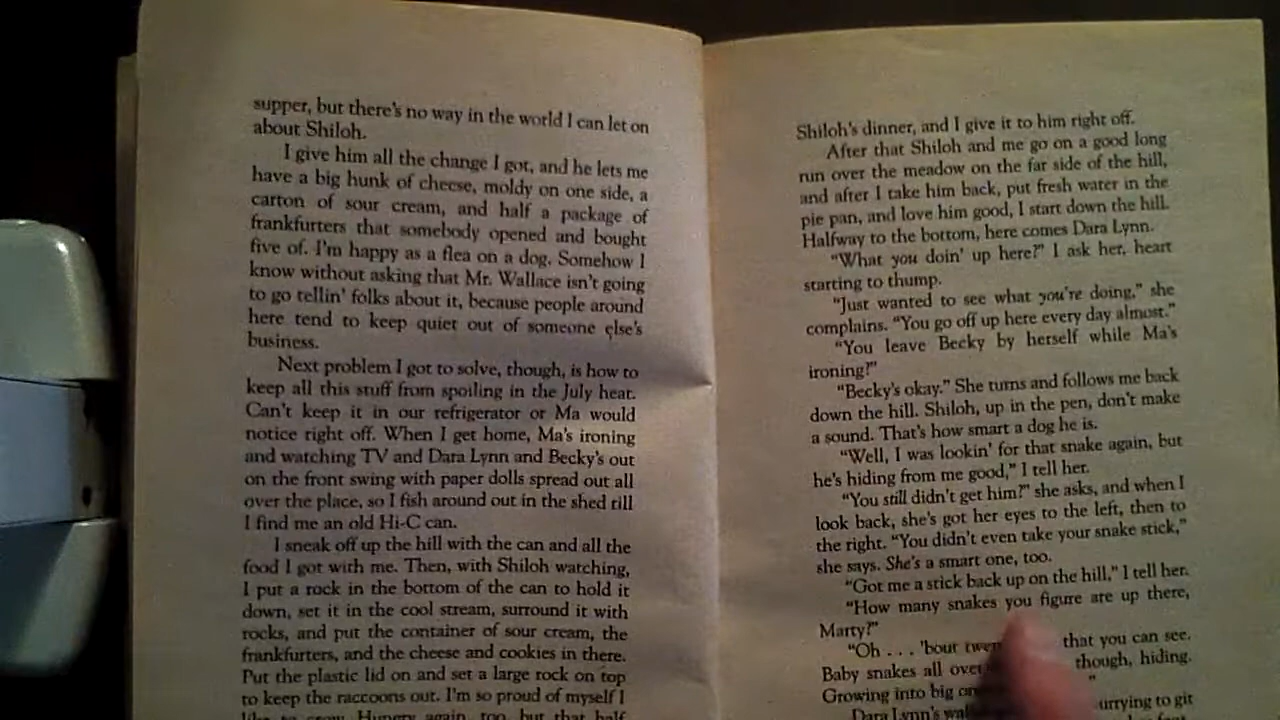 supper, but there's no way in the world I can let on
about Shiloh.
I give him all the change I got, and he lets me
have a big hunk of cheese, moldy on one side, a
carton of sour cream, and half a package of
frankfurters that somebody opened and bought
five of. I'm happy as a flea on a dog. Somehow I
know without asking that Mr. Wallace isn't going
to go tellin' folks about it, because people around
here tend to keep quiet out of someone else's
business.
Next problem I got to solve, though, is how to
keep all this stuff from spoiling in the July heat.
Can't keep it in our refrigerator or Ma would
notice right off. When I get home, Ma's ironing
and watching TV and Dara Lynn and Becky's out
on the front swing with paper dolls spread out all
over the place, so I fish around out in the shed till
I find me an old Hi-C can.
I sneak off up the hill with the can and all the
food I got with me. Then, with Shiloh watching,
I put a rock in the bottom of the can to hold it
down, set it in the cool stream, surround it with
rocks, and put the container of sour cream, the
frankfurters, and the cheese and cookies in there.
Put the plastic lid on and set a large rock on top
to keep the raccoons out. I'm so proud of myself I
like to crow. Hungry again, too, but that half
Shiloh's dinner, and I give it to him right off.
After that Shiloh and me go on a good long
run over the meadow on the far side of the hill,
and after I take him back, put fresh water in the
pie pan, and love him good, I start down the hill.
Halfway to the bottom, here comes Dara Lynn.
"What you doin' up here?" I ask her, heart
starting to thump.
"Just wanted to see what you're doing," she
complains. "You go off up here every day almost."
"You leave Becky by herself while Ma's
ironing?"
"Becky's okay." She turns and follows me back
down the hill. Shiloh, up in the pen, don't make
a sound. That's how smart a dog he is.
"Well, I was lookin' for that snake again, but
he's hiding from me good," I tell her.
"You still didn't get him?" she asks, and when I
look back, she's got her eyes to the left, then to
the right. "You didn't even take your snake stick,"
she says. She's a smart one, too.
"Got me a stick back up on the hill," I tell her.
"How many snakes you figure are up there,
Marty?"
"Oh . . . 'bout that you can see.
Baby snakes all over though, hiding.
Growing into big "
Dara Lynn's to git